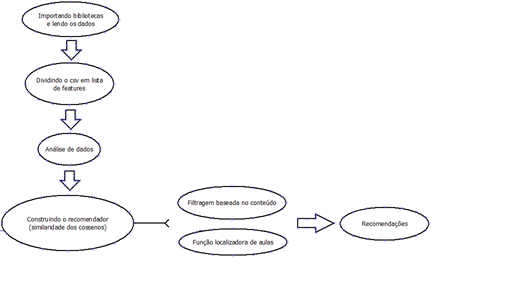 Importando bibliotecas
e lendo os dados
Dividindo o csv em lista
de features
Análise de dados
Construindo o recomendador
(similaridade dos cossenos)
Filtragem baseada no conteúdo
Função localizadora de aulas
Recomendações